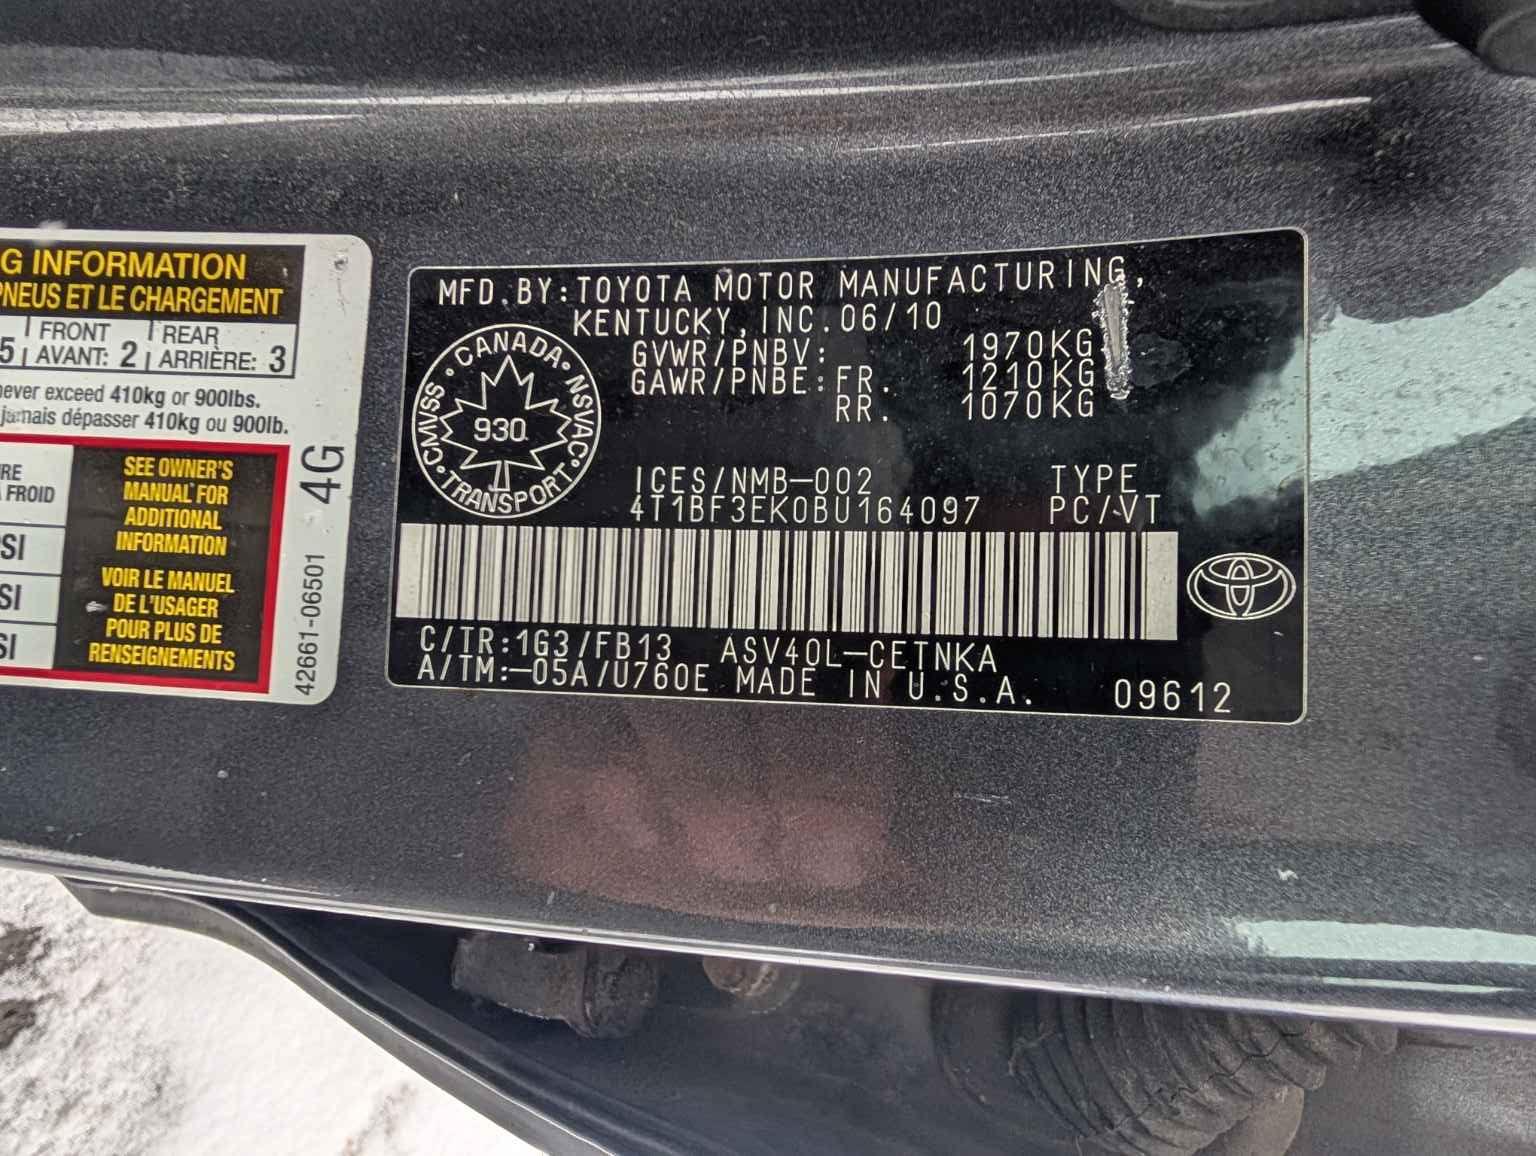 G INFORMATION
PNEUS ET LE CHARGEMENT
5 | FRONT AVANT: 2 | REAR ARRIÈRE: 3
never exceed 410kg or 900lbs.
jamais dépasser 410kg ou 900lb.
FROID
SI
SI
SI
SEE OWNER'S
MANUAL FOR
ADDITIONAL
INFORMATION
VOIR LE MANUEL
DE L'USAGER
POUR PLUS DE
RENSEIGNEMENTS
4G
42661-06501
MFD.BY:TOYOTA MOTOR MANUFACTURING,
KENTUCKY,INC.06/10
GVWR/PNBV: 1970KG
GAWR/PNBE:FR. 1210KG
RR. 1070KG
CMVSS · CANADA · NSVAC · TRANSPORT
930
ICES/NMB-002 TYPE
4T1BF3EK0BU164097 PC/VT
C/TR:1G3/FB13 ASV40L-CETNKA
A/TM:-05A/U760E MADE IN U.S.A. 09612